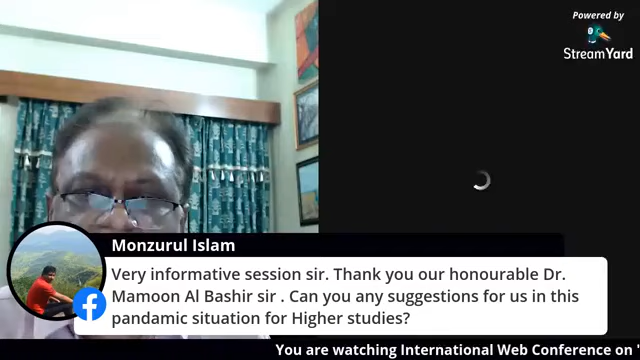 Powered by
StreamYard
Monzurul Islam
Very informative session sir. Thank you our honourable Dr.
Mamoon Al Bashir sir . Can you any suggestions for us in this
pandamic situation for Higher studies?
You are watching International Web Conference on '